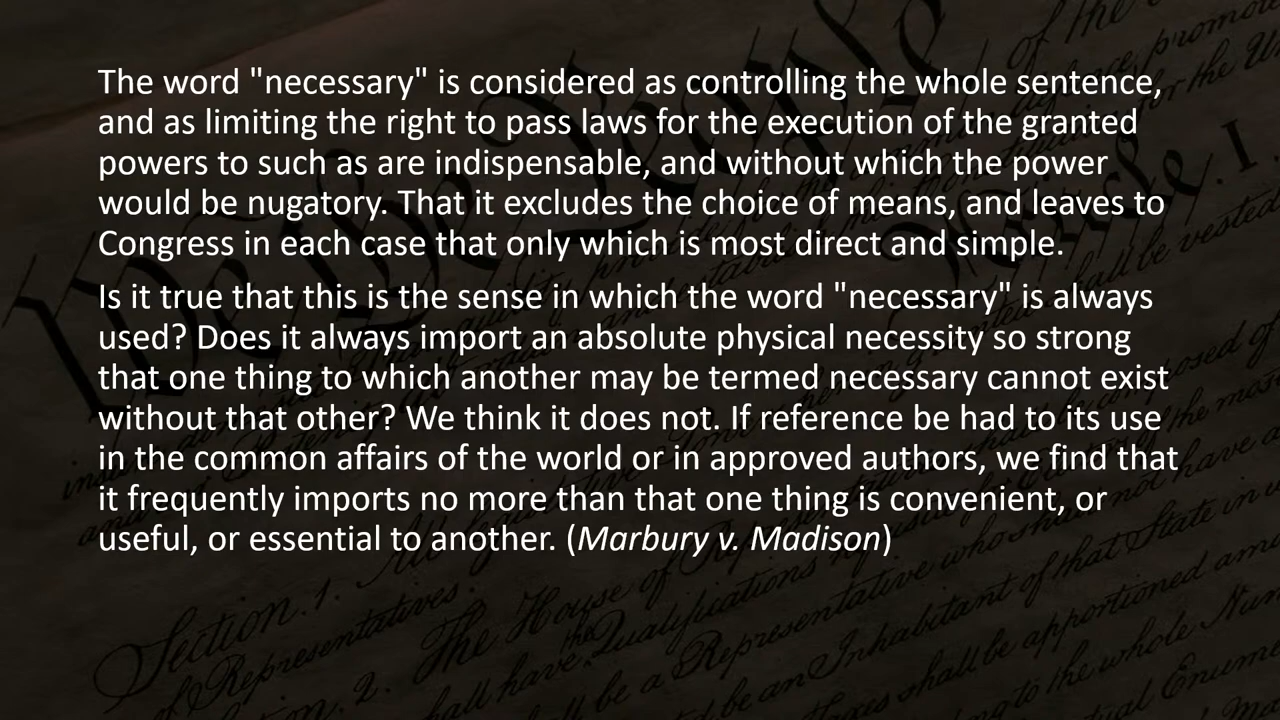 The word "necessary" is considered as controlling the whole sentence,
and as limiting the right to pass laws for the execution of the granted
powers to such as are indispensable, and without which the power
would be nugatory. That it excludes the choice of means, and leaves to
Congress in each case that only which is most direct and simple.
Is it true that this is the sense in which the word "necessary" is always
used? Does it always import an absolute physical necessity so strong
that one thing to which another may be termed necessary cannot exist
without that other? We think it does not. If reference be had to its use
in the common affairs of the world or in approved authors, we find that
it frequently imports no more than that one thing is convenient, or
useful, or essential to another. (Marbury v. Madison)